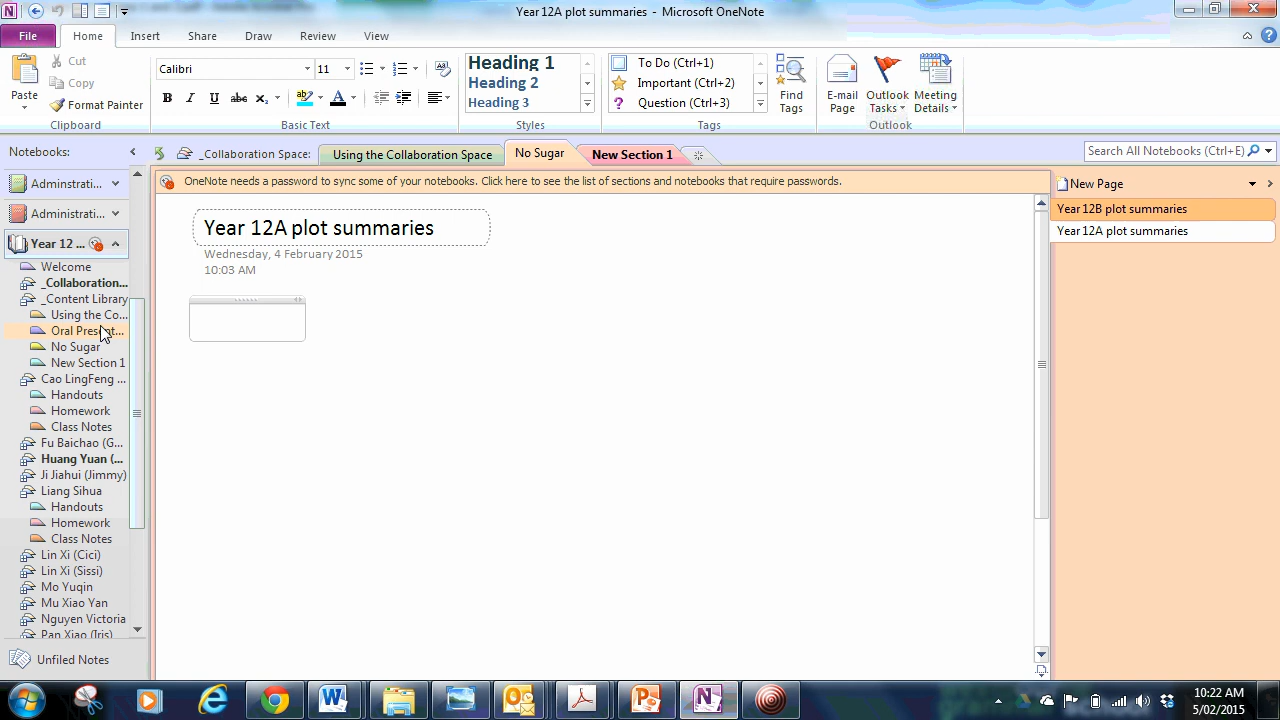 Year 12A plot summaries - Microsoft OneNote
File Home Insert Share Draw Review View
Paste
Cut
Copy
Format Painter
Clipboard
Calibri 11
B I U abc x₂ A
Basic Text
Heading 1
Heading 2
Heading 3
Styles
To Do (Ctrl+1)
Important (Ctrl+2)
Question (Ctrl+3)
Tags
Find
Tags
E-mail
Page
Outlook
Tasks
Meeting
Details
Outlook
Notebooks:
_Collaboration Space: Using the Collaboration Space No Sugar New Section 1
Search All Notebooks (Ctrl+E)
Adminstrati...
Administrati...
Year 12 ...
Welcome
_Collaboration...
_Content Library
Using the Co...
Oral Present...
No Sugar
New Section 1
Cao LingFeng ...
Handouts
Homework
Class Notes
Fu Baichao (G...
Huang Yuan (...
Ji Jiahui (Jimmy)
Liang Sihua
Handouts
Homework
Class Notes
Lin Xi (Cici)
Lin Xi (Sissi)
Mo Yuqin
Mu Xiao Yan
Nguyen Victoria
Pan Xiao (Iris)
Unfiled Notes
OneNote needs a password to sync some of your notebooks. Click here to see the list of sections and notebooks that require passwords.
Year 12A plot summaries
Wednesday, 4 February 2015
10:03 AM
New Page
Year 12B plot summaries
Year 12A plot summaries
10:22 AM
5/02/2015